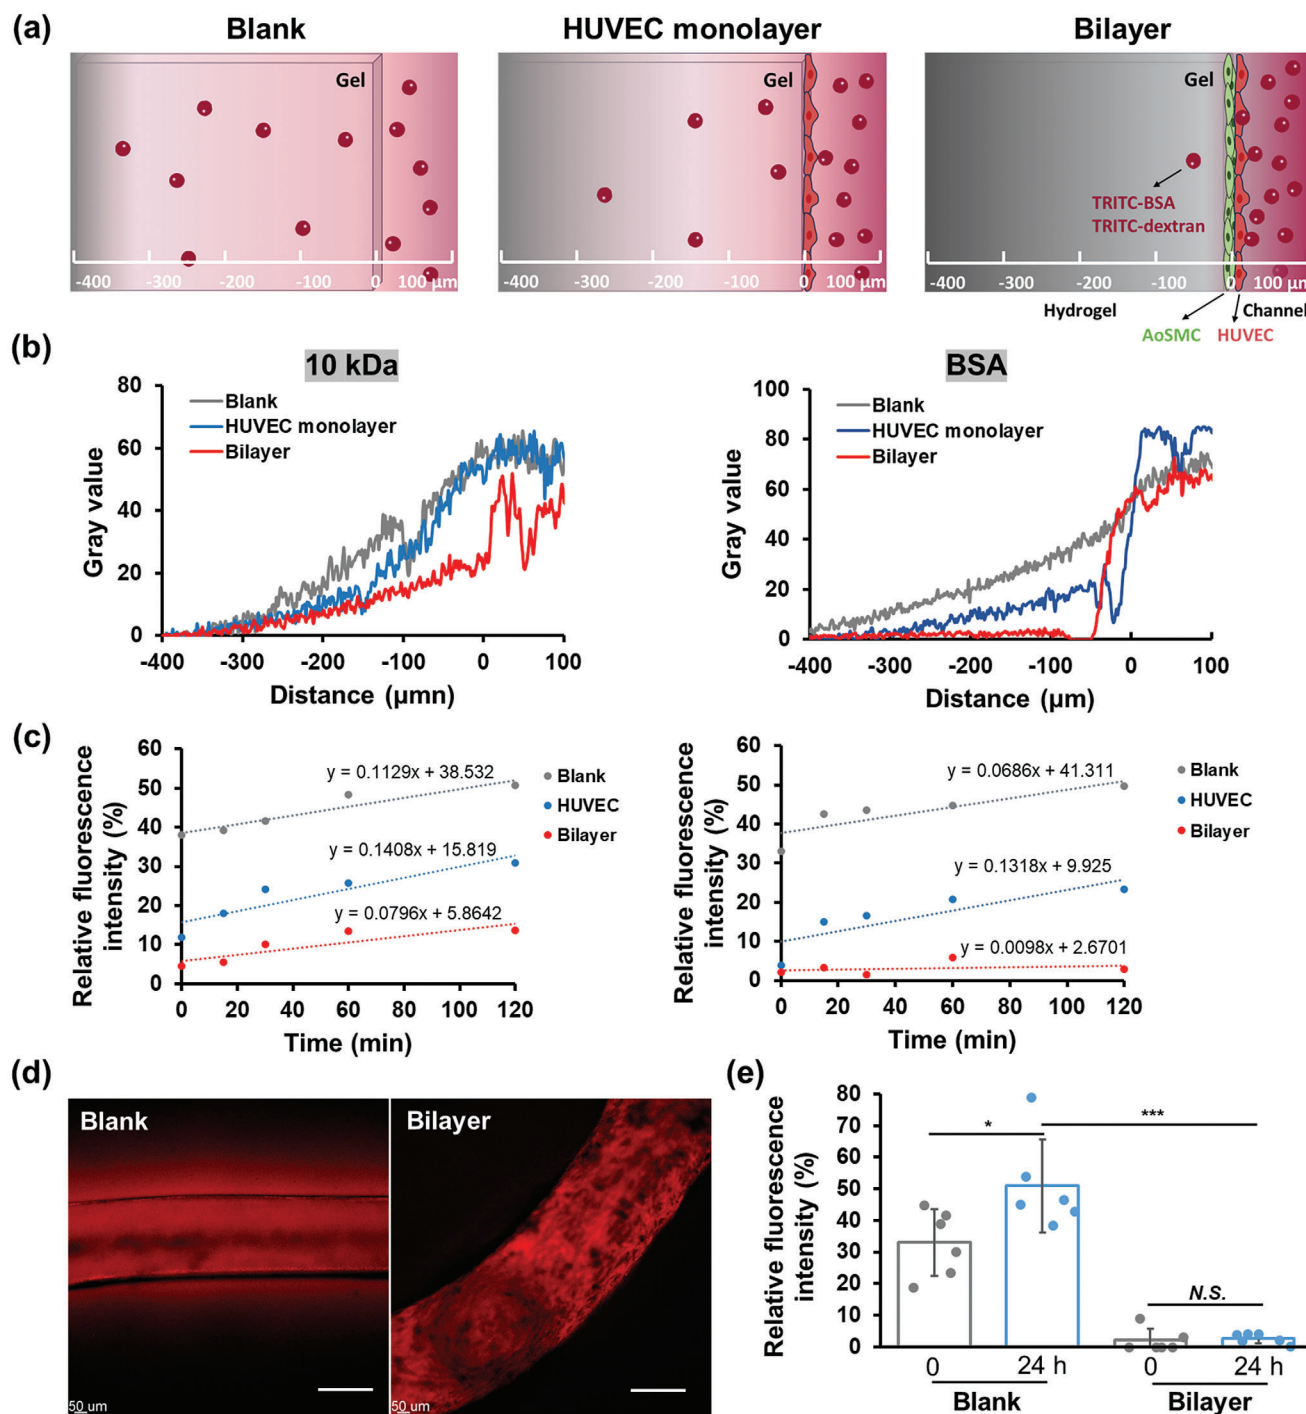 (a)
Blank
HUVEC monolayer
Bilayer
Gel
Gel
Gel
TRITC-BSA
TRITC-dextran
-400 -300 -200 -100 0 100 µm
-400 -300 -200 -100 0 100 µm
-400 -300 -200 -100 0 100 µm
Hydrogel
Channel
AoSMC
HUVEC
(b)
10 kDa
Blank
HUVEC monolayer
Bilayer
Gray value
80
60
40
20
0
-400 -300 -200 -100 0 100
Distance (µmn)
BSA
Blank
HUVEC monolayer
Bilayer
Gray value
100
80
60
40
20
0
-400 -300 -200 -100 0 100
Distance (µm)
(c)
Relative fluorescence
intensity (%)
60
50
40
30
20
10
0
y = 0.1129x + 38.532
y = 0.1408x + 15.819
y = 0.0796x + 5.8642
Blank
HUVEC
Bilayer
0 20 40 60 80 100 120
Time (min)
Relative fluorescence
intensity (%)
60
50
40
30
20
10
0
y = 0.0686x + 41.311
y = 0.1318x + 9.925
y = 0.0098x + 2.6701
Blank
HUVEC
Bilayer
0 20 40 60 80 100 120
Time (min)
(d)
Blank
50 um
Bilayer
50 um
(e)
Relative fluorescence
intensity (%)
80
70
60
50
40
30
20
10
0
*
***
N.S.
0 24 h 0 24 h
Blank Bilayer